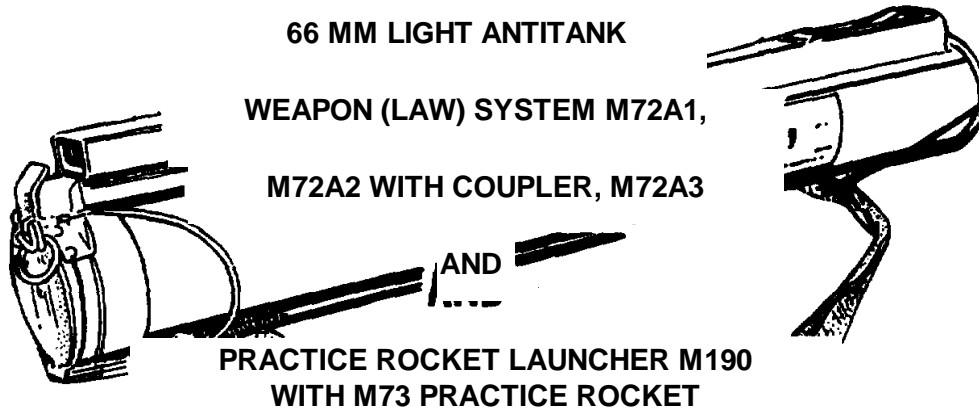 66 MM LIGHT ANTITANK
WEAPON (LAW) SYSTEM M72A1,
M72A2 WITH COUPLER, M72A3
AND
PRACTICE ROCKET LAUNCHER M190
WITH M73 PRACTICE ROCKET